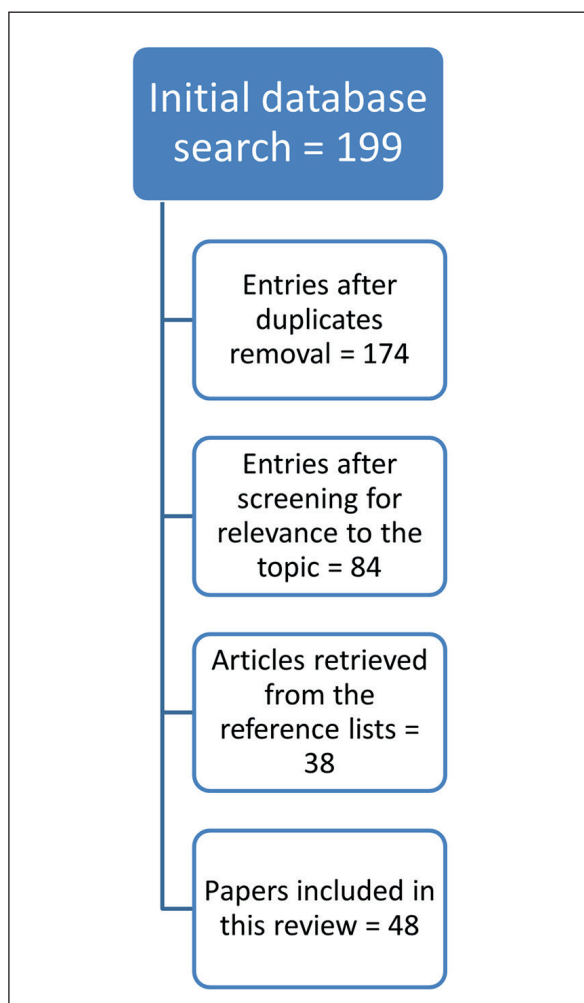 Initial database
search = 199
Entries after
duplicates
removal = 174
Entries after
screening for
relevance to the
topic = 84
Articles retrieved
from the
reference lists =
38
Papers included in
this review = 48